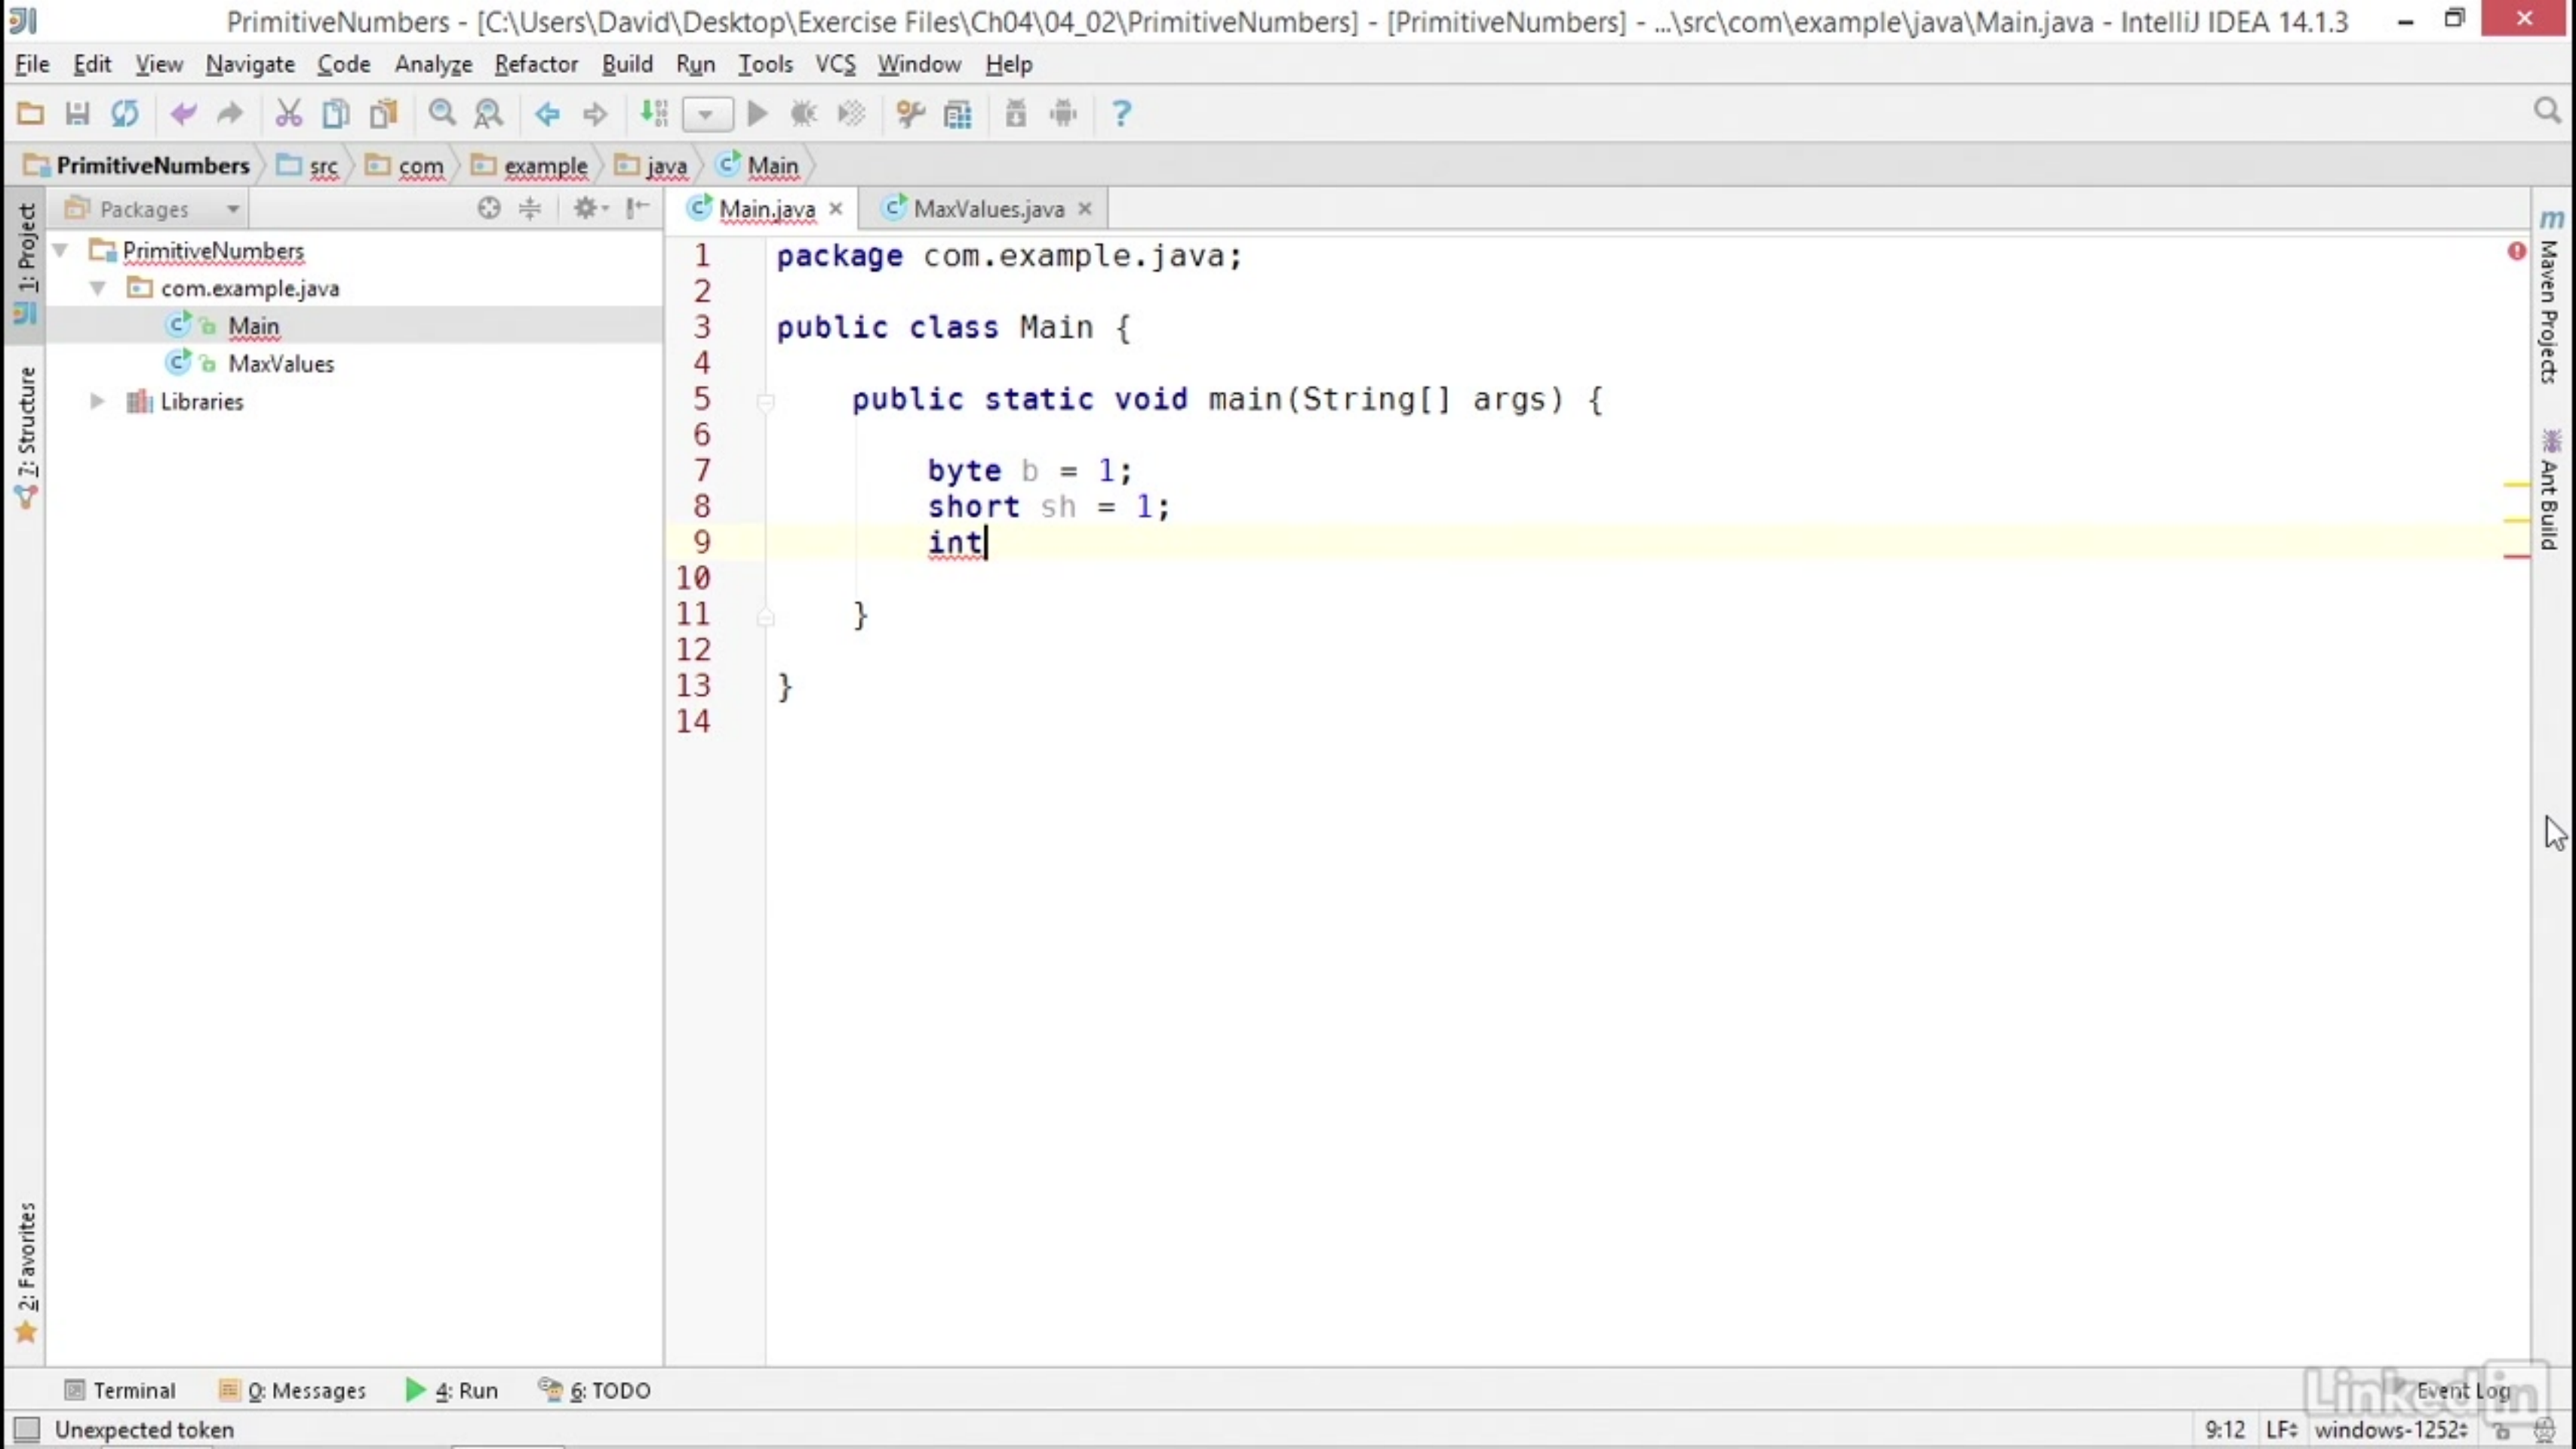 PrimitiveNumbers - [C:\Users\David\Desktop\Exercise Files\Ch04\04_02\PrimitiveNumbers] - [PrimitiveNumbers] - ...\src\com\example\java\Main.java - IntelliJ IDEA 14.1.3
File Edit View Navigate Code Analyze Refactor Build Run Tools VCS Window Help
PrimitiveNumbers src com example java Main
1: Project
7: Structure
2: Favorites
Packages
PrimitiveNumbers
com.example.java
Main
MaxValues
Libraries
Main.java MaxValues.java
1 package com.example.java;
2
3 public class Main {
4
5 public static void main(String[] args) {
6
7 byte b = 1;
8 short sh = 1;
9 int
10
11 }
12
13 }
14
Maven Projects
Ant Build
Terminal 0: Messages 4: Run 6: TODO Event Log
LinkedIn
Unexpected token 9:12 LF windows-1252